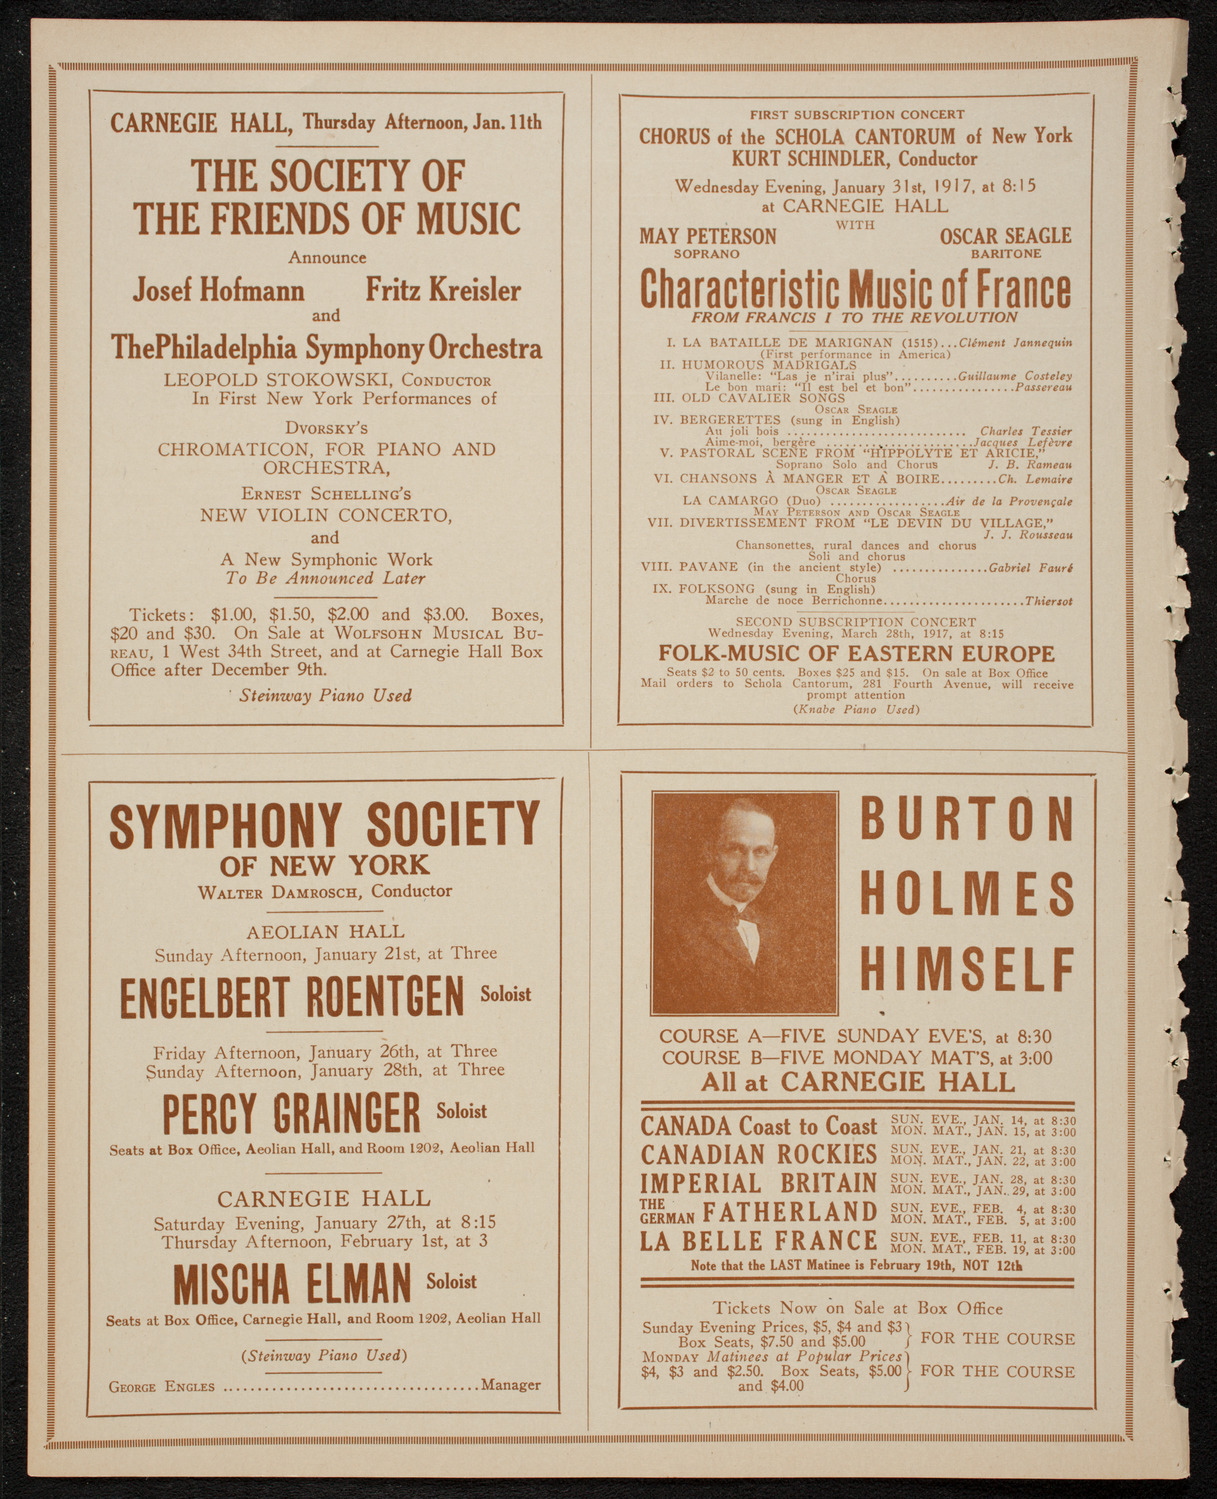 CARNEGIE HALL, Thursday Afternoon, Jan. 11th
THE SOCIETY OF
THE FRIENDS OF MUSIC
Announce
Josef Hofmann Fritz Kreisler
and
ThePhiladelphia Symphony Orchestra
LEOPOLD STOKOWSKI, CONDUCTOR
In First New York Performances of
DVORSKY'S
CHROMATICON, FOR PIANO AND
ORCHESTRA,
ERNEST SCHELLING'S
NEW VIOLIN CONCERTO,
and
A New Symphonic Work
To Be Announced Later
Tickets: $1.00, $1.50, $2.00 and $3.00. Boxes,
$20 and $30. On Sale at WOLFSOHN MUSICAL BU-
REAU, 1 West 34th Street, and at Carnegie Hall Box
Office after December 9th.
Steinway Piano Used
FIRST SUBSCRIPTION CONCERT
CHORUS of the SCHOLA CANTORUM of New York
KURT SCHINDLER, Conductor
Wednesday Evening, January 31st, 1917, at 8:15
at CARNEGIE HALL
WITH
MAY PETERSON OSCAR SEAGLE
SOPRANO BARITONE
Characteristic Music of France
FROM FRANCIS I TO THE REVOLUTION
I. LA BATAILLE DE MARIGNAN (1515)...Clément Jannequin
(First performance in America)
II. HUMOROUS MADRIGALS
Vilanelle: "Las je n'irai plus"..........Guillaume Costeley
Le bon mari: "Il est bel et bon"................Passereau
III. OLD CAVALIER SONGS
OSCAR SEAGLE
IV. BERGERETTES (sung in English)
Au joli bois .......................... Charles Tessier
Aime-moi, bergère .......................Jacques Lefèvre
V. PASTORAL SCENE FROM "HIPPOLYTE ET ARICIE,"
Soprano Solo and Chorus J. B. Rameau
VI. CHANSONS À MANGER ET À BOIRE.........Ch. Lemaire
OSCAR SEAGLE
LA CAMARGO (Duo) ..................Air de la Provençale
MAY PETERSON AND OSCAR SEAGLE
VII. DIVERTISSEMENT FROM "LE DEVIN DU VILLAGE,"
J. J. Rousseau
Chansonettes, rural dances and chorus
Soli and chorus
VIII. PAVANE (in the ancient style) ...............Gabriel Fauré
Chorus
IX. FOLKSONG (sung in English)
Marche de noce Berrichonne......................Thiersot
SECOND SUBSCRIPTION CONCERT
Wednesday Evening, March 28th, 1917, at 8:15
FOLK-MUSIC OF EASTERN EUROPE
Seats $2 to 50 cents. Boxes $25 and $15. On sale at Box Office
Mail orders to Schola Cantorum, 281 Fourth Avenue, will receive
prompt attention
(Knabe Piano Used)
SYMPHONY SOCIETY
OF NEW YORK
WALTER DAMROSCH, Conductor
AEOLIAN HALL
Sunday Afternoon, January 21st, at Three
ENGELBERT ROENTGEN Soloist
Friday Afternoon, January 26th, at Three
Sunday Afternoon, January 28th, at Three
PERCY GRAINGER Soloist
Seats at Box Office, Aeolian Hall, and Room 1202, Aeolian Hall
CARNEGIE HALL
Saturday Evening, January 27th, at 8:15
Thursday Afternoon, February 1st, at 3
MISCHA ELMAN Soloist
Seats at Box Office, Carnegie Hall, and Room 1202, Aeolian Hall
(Steinway Piano Used)
GEORGE ENGLES .................................Manager
BURTON
HOLMES
HIMSELF
COURSE A—FIVE SUNDAY EVE'S, at 8:30
COURSE B—FIVE MONDAY MAT'S, at 3:00
All at CARNEGIE HALL
CANADA Coast to Coast SUN. EVE., JAN. 14, at 8:30
MON. MAT., JAN. 15, at 3:00
CANADIAN ROCKIES SUN. EVE., JAN. 21, at 8:30
MON. MAT., JAN. 22, at 3:00
IMPERIAL BRITAIN SUN. EVE., JAN. 28, at 8:30
MON. MAT., JAN. 29, at 3:00
THE GERMAN FATHERLAND SUN. EVE., FEB. 4, at 8:30
MON. MAT., FEB. 5, at 3:00
LA BELLE FRANCE SUN. EVE., FEB. 11, at 8:30
MON. MAT., FEB. 19, at 3:00
Note that the LAST Matinee is February 19th, NOT 12th
Tickets Now on Sale at Box Office
Sunday Evening Prices, $5, $4 and $3
Box Seats, $7.50 and $5.00 } FOR THE COURSE
MONDAY Matinees at Popular Prices
$4, $3 and $2.50. Box Seats, $5.00 } FOR THE COURSE
and $4.00